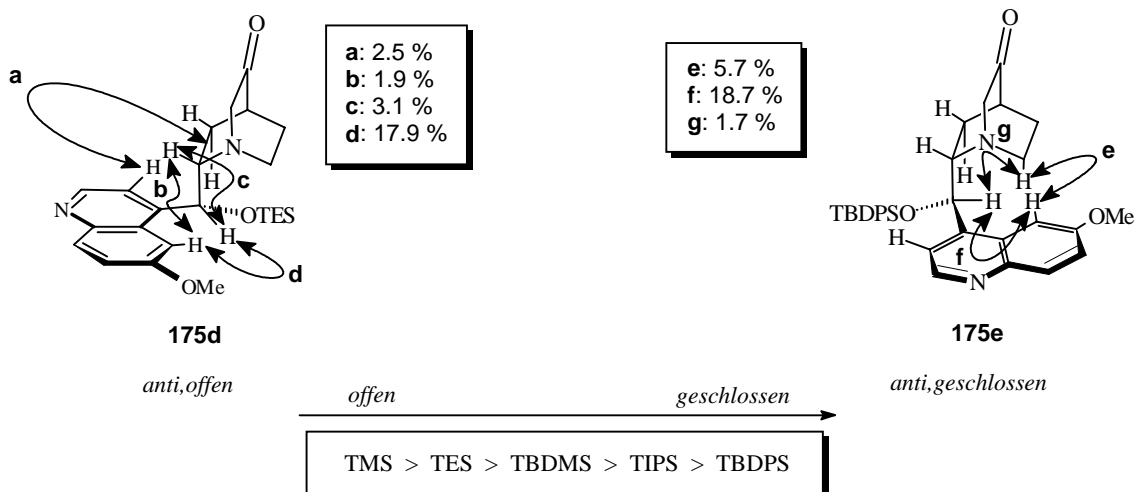 O
a
H
H
H
N
b
c
H
N
OTES
H
H
d
OMe
175d
anti,offen
a: 2.5 %
b: 1.9 %
c: 3.1 %
d: 17.9 %
e: 5.7 %
f: 18.7 %
g: 1.7 %
O
H
H
N
g
H
H
e
TBDPSO
H
H
OMe
H
f
N
175e
anti,geschlossen
offen
geschlossen
TMS > TES > TBDMS > TIPS > TBDPS